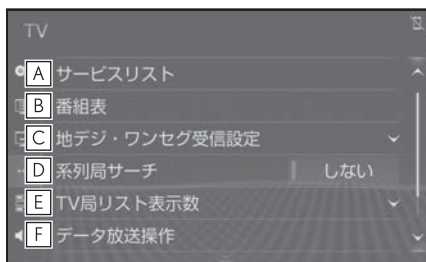 TV
A サービスリスト
B 番組表
C 地デジ・ワンセグ受信設定
D 系列局サーチ しない
E TV局リスト表示数
F データ放送操作